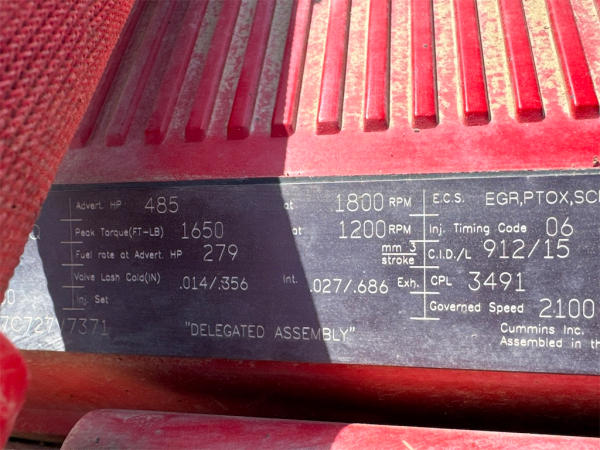 Advert. HP 485 at 1800 RPM E.C.S. EGR,PTOX,SC
Peak Torque(FT-LB) 1650 at 1200 RPM Inj. Timing Code 06
Fuel rate at Advert. HP 279 mm 3 stroke C.I.D./L 912/15
Valve Lash Cold(IN) .014/.356 Int. .027/.686 Exh. CPL 3491
Inj. Set Governed Speed 2100
7371 "DELEGATED ASSEMBLY" Cummins Inc.
Assembled in th